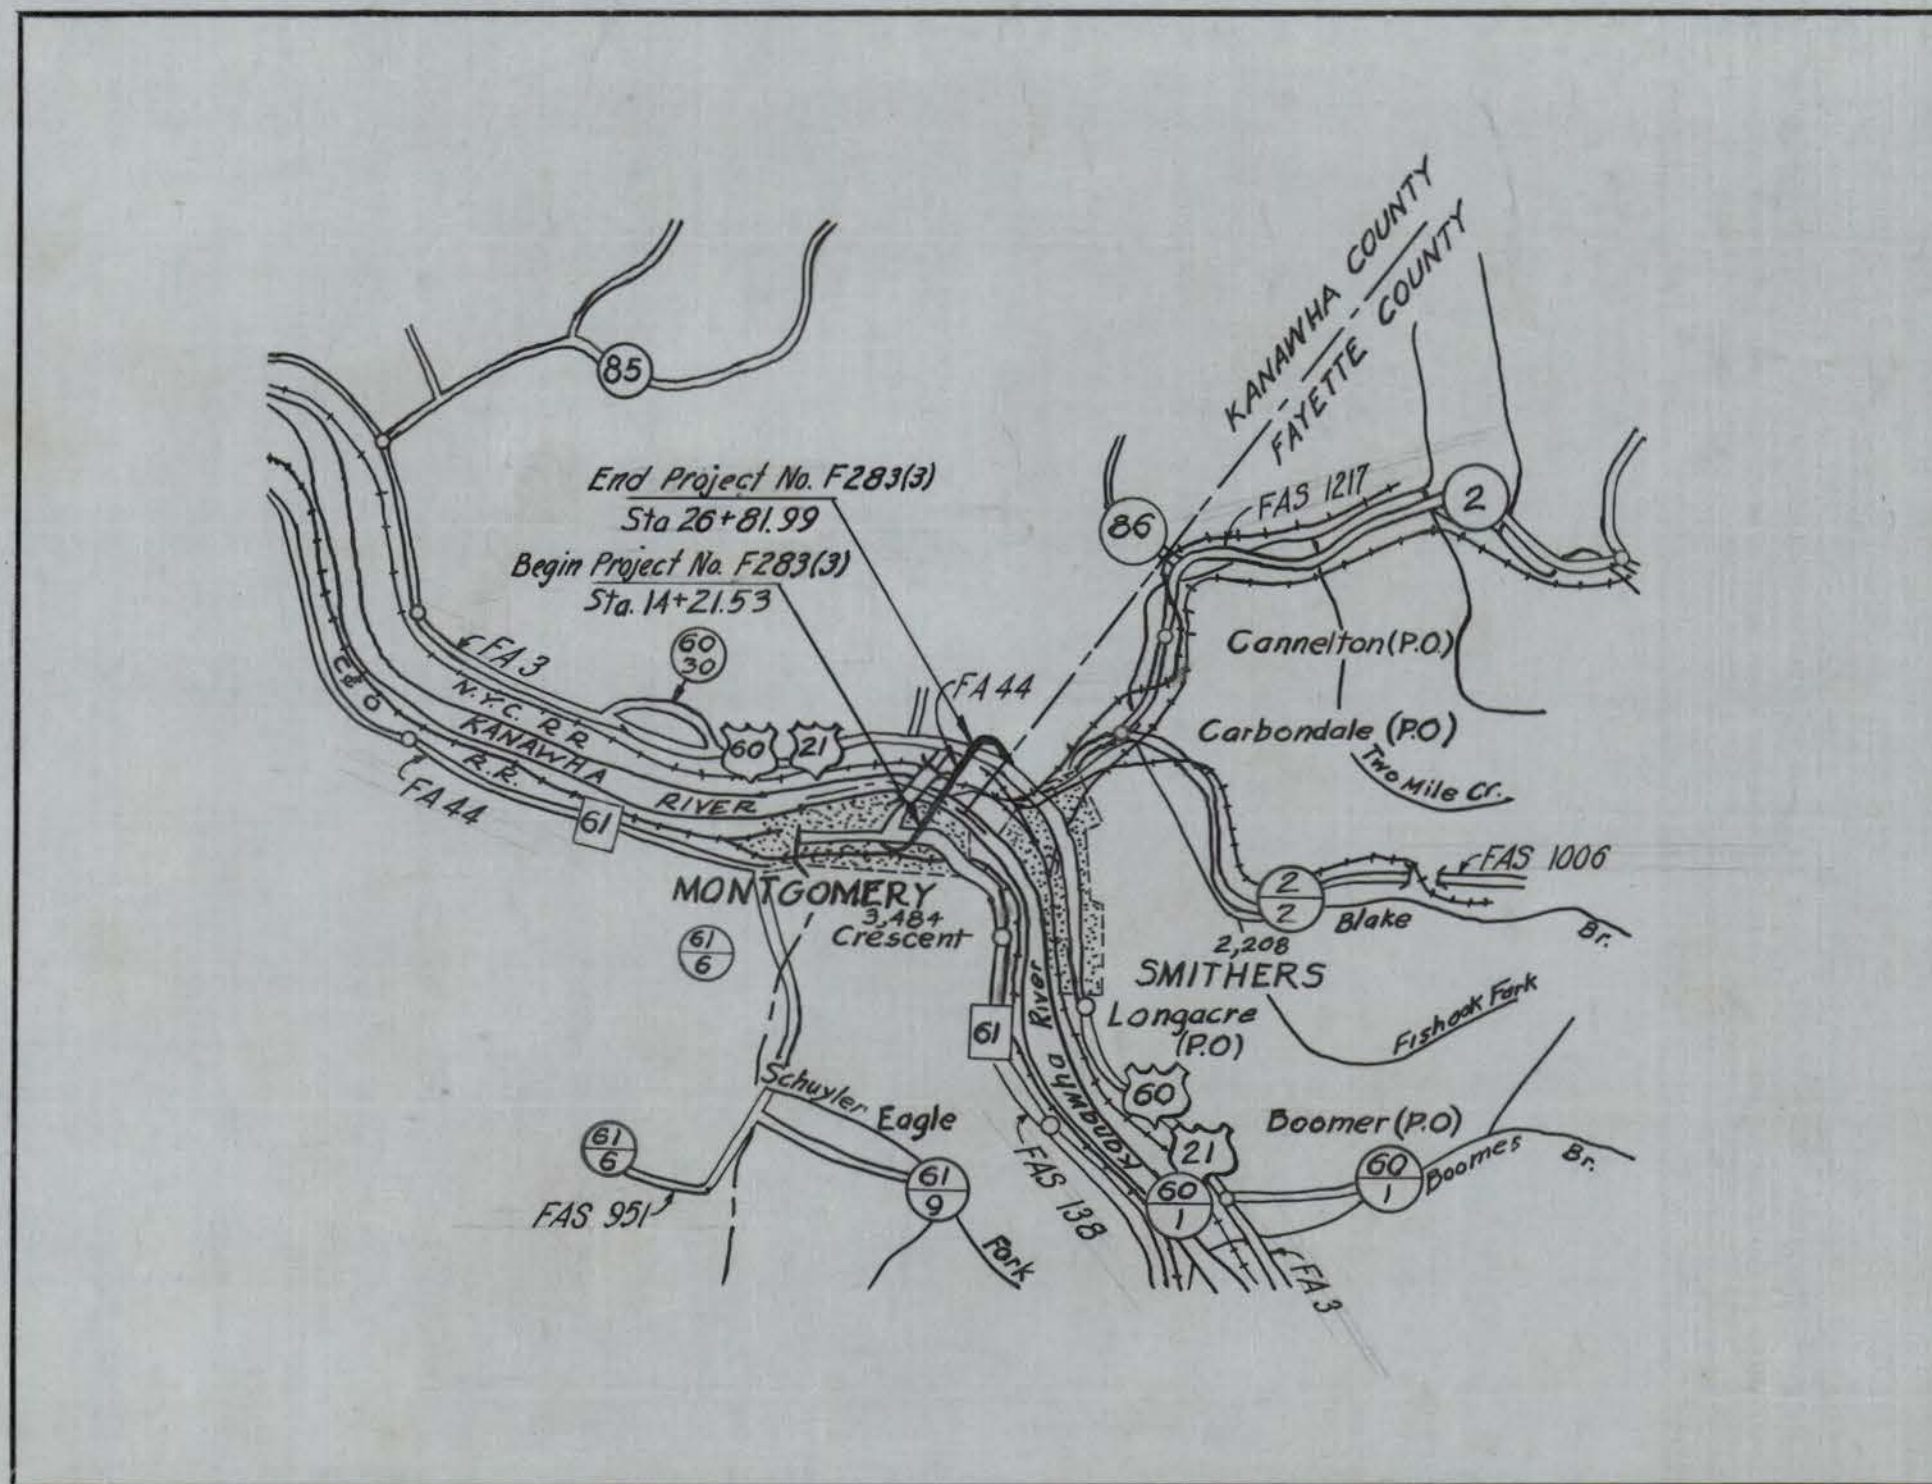 KANAWHA COUNTY
FAYETTE COUNTY
85
End Project No. F283(3)
Sta 26+81.99
Begin Project No. F283(3)
Sta. 14+21.53
86
FAS 1217
2
60
30
FA 3
N.Y.C. R R
KANAWHA
RIVER
C&O
R.R.
FA 44
61
60
21
FA 44
Cannelton (P.O.)
Carbondale (P.O)
Two Mile Cr.
FAS 1006
2
2
Blake
Br.
MONTGOMERY
3,484
Crescent
61
6
2,208
SMITHERS
Longacre
(P.O)
Fishook Fork
61
River
Kanawha
60
21
Boomer (P.O)
60
1
Boomes
Br.
60
1
Schuyler
Eagle
61
6
FAS 951
61
9
Fork
FAS 138
FA 3